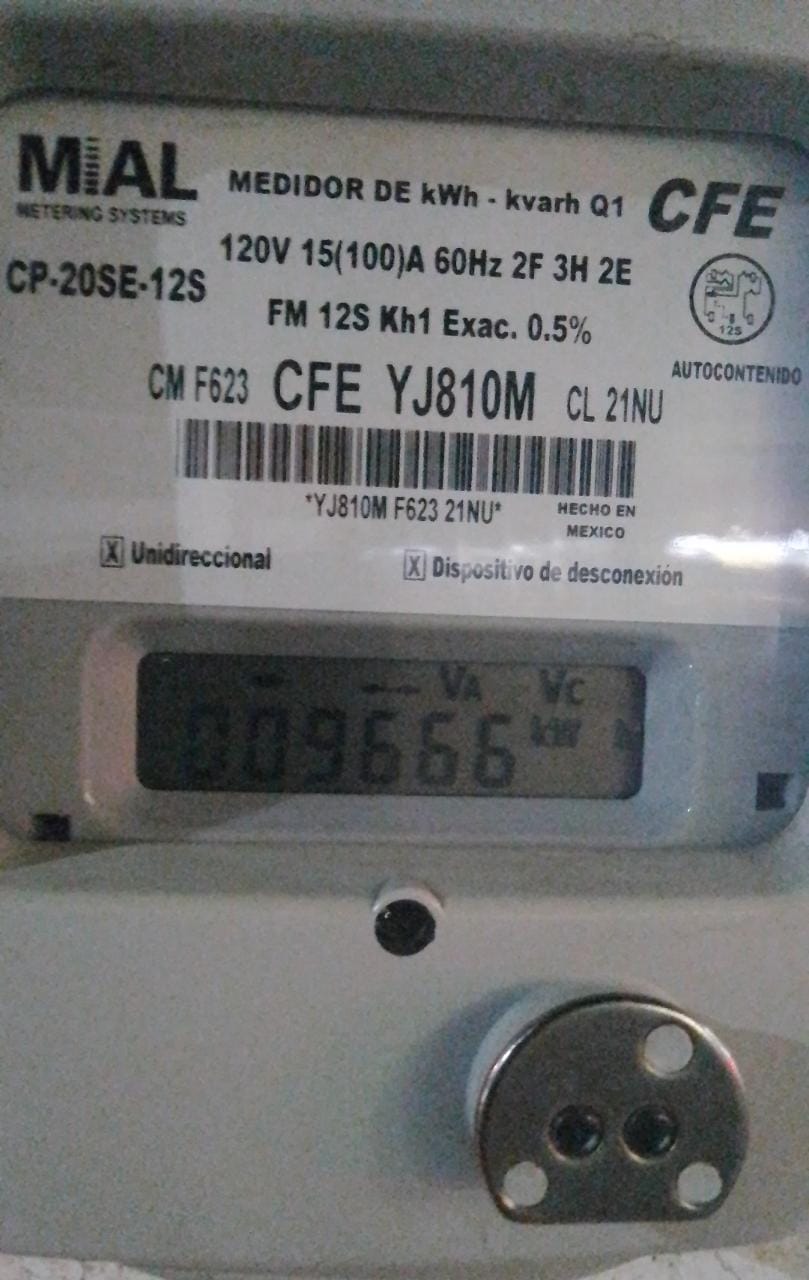 MIAL
METERING SYSTEMS
MEDIDOR DE kWh - kvarh Q1
CFE
120V 15(100)A 60Hz 2F 3H 2E
CP-20SE-12S
FM 12S Kh1 Exac. 0.5%
12S
AUTOCONTENIDO
CM F623 CFE YJ810M CL 21NU
*YJ810M F623 21NU*
HECHO EN
MEXICO
X Unidireccional
X Dispositivo de desconexión
VA VC
009666 kW h